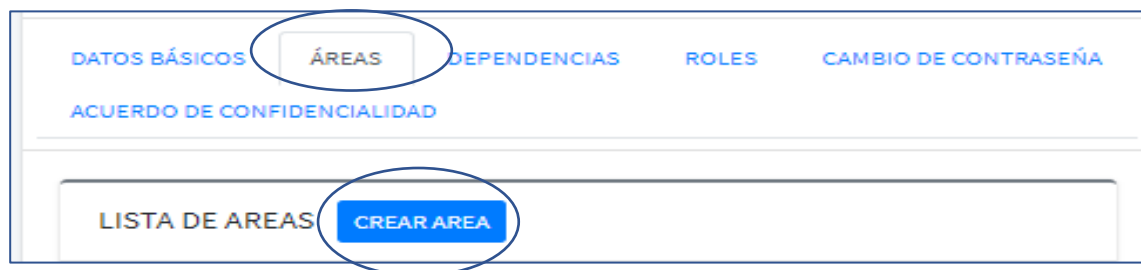 DATOS BÁSICOS ÁREAS DEPENDENCIAS ROLES CAMBIO DE CONTRASEÑA
ACUERDO DE CONFIDENCIALIDAD
LISTA DE AREAS CREAR AREA